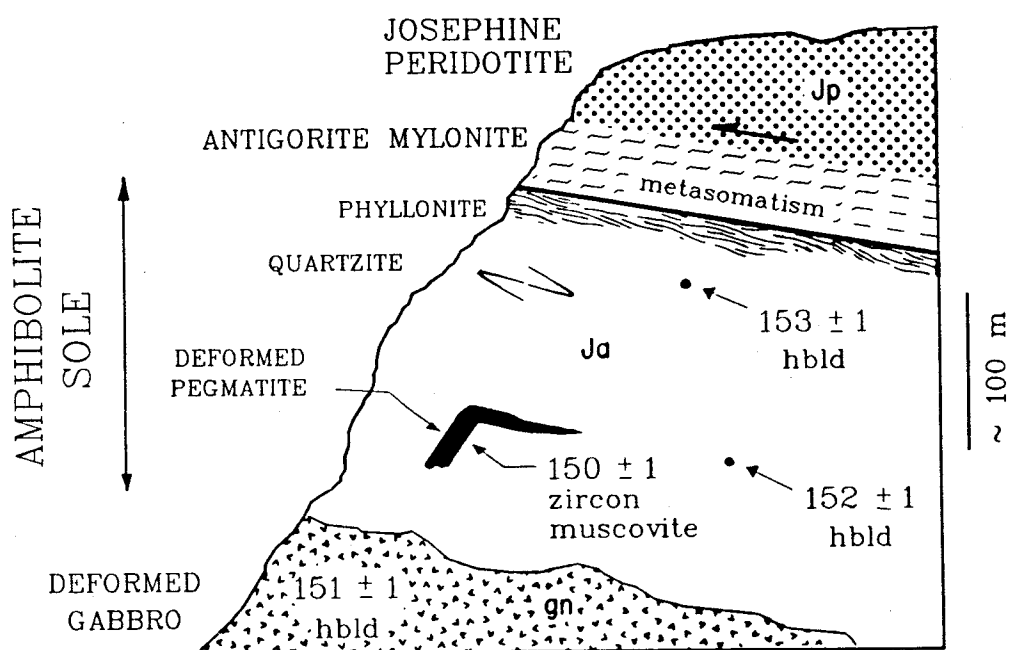 JOSEPHINE
PERIDOTITE
Jp
ANTIGORITE MYLONITE
metasomatism
PHYLLONITE
QUARTZITE
153 ± 1
hbld
Ja
AMPHIBOLITE
SOLE
DEFORMED
PEGMATITE
~ 100 m
150 ± 1
zircon
muscovite
152 ± 1
hbld
DEFORMED
GABBRO
151 ± 1
hbld
gn